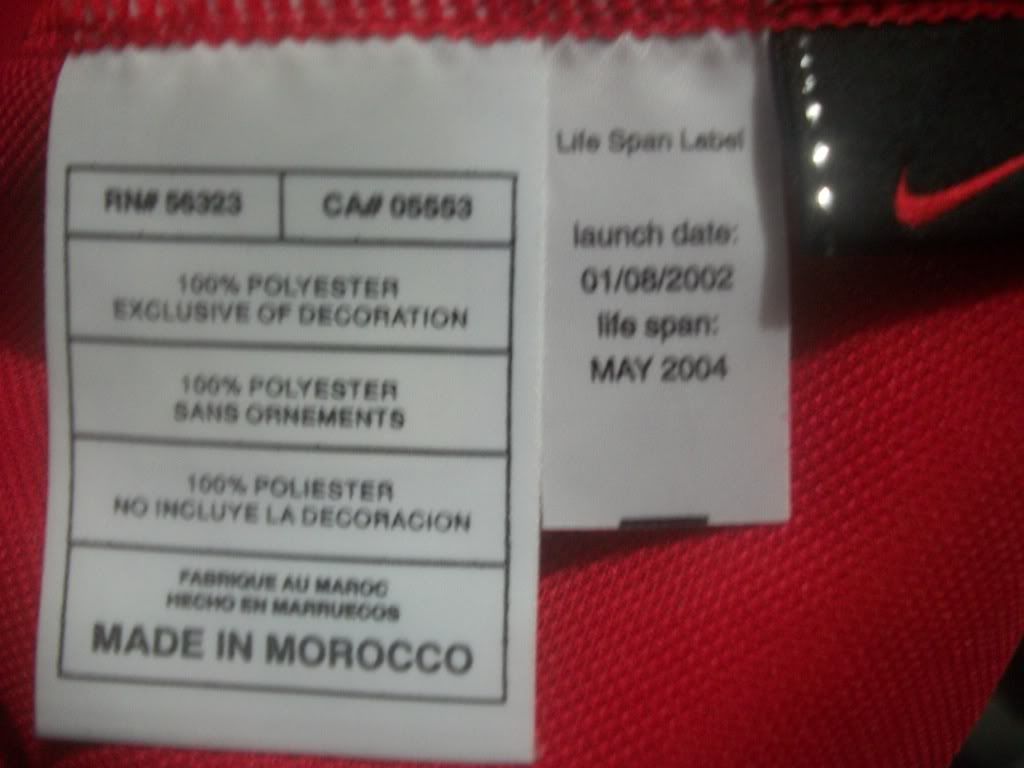 RN# 56323
CA# 05553
100% POLYESTER
EXCLUSIVE OF DECORATION
100% POLYESTER
SANS ORNEMENTS
100% POLIESTER
NO INCLUYE LA DECORACION
FABRIQUE AU MAROC
HECHO EN MARRUECOS
MADE IN MOROCCO
Life Span Label
launch date:
01/08/2002
life span:
MAY 2004